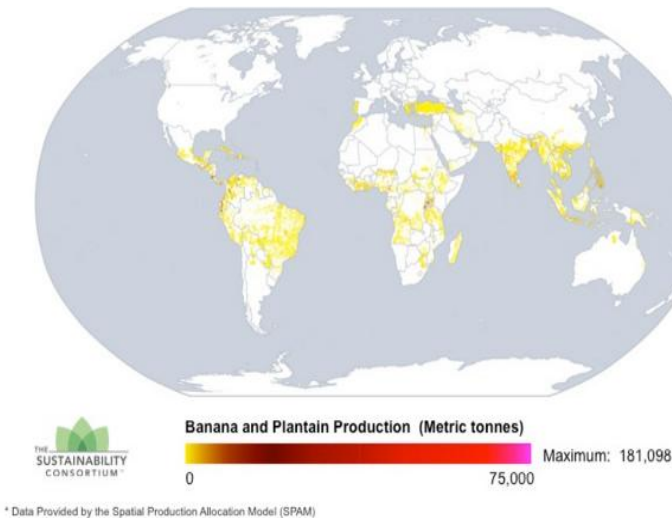 Banana and Plantain Production (Metric tonnes)
0
75,000
Maximum: 181,098
THE
SUSTAINABILITY
CONSORTIUM™
* Data Provided by the Spatial Production Allocation Model (SPAM)